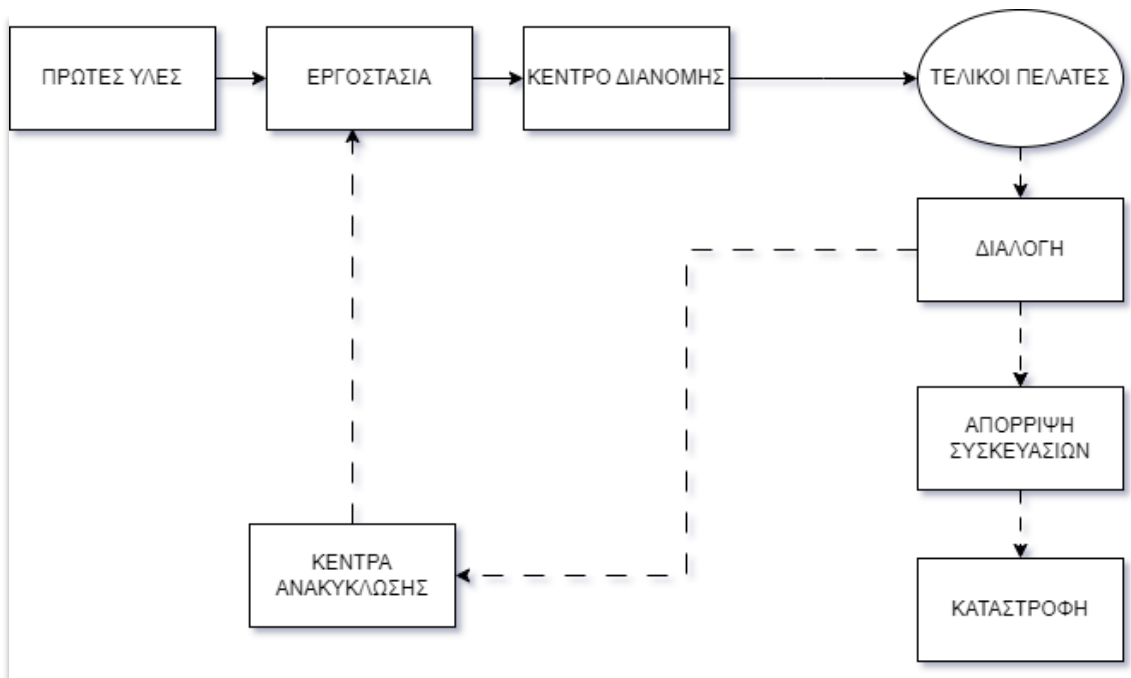 ΠΡΩΤΕΣ ΥΛΕΣ
ΕΡΓΟΣΤΑΣΙΑ
ΚΕΝΤΡΟ ΔΙΑΝΟΜΗΣ
ΤΕΛΙΚΟΙ ΠΕΛΑΤΕΣ
ΔΙΑΛΟΓΗ
ΑΠΟΡΡΙΨΗ
ΣΥΣΚΕΥΑΣΙΩΝ
ΚΕΝΤΡΑ
ΑΝΑΚΥΚΛΩΣΗΣ
ΚΑΤΑΣΤΡΟΦΗ